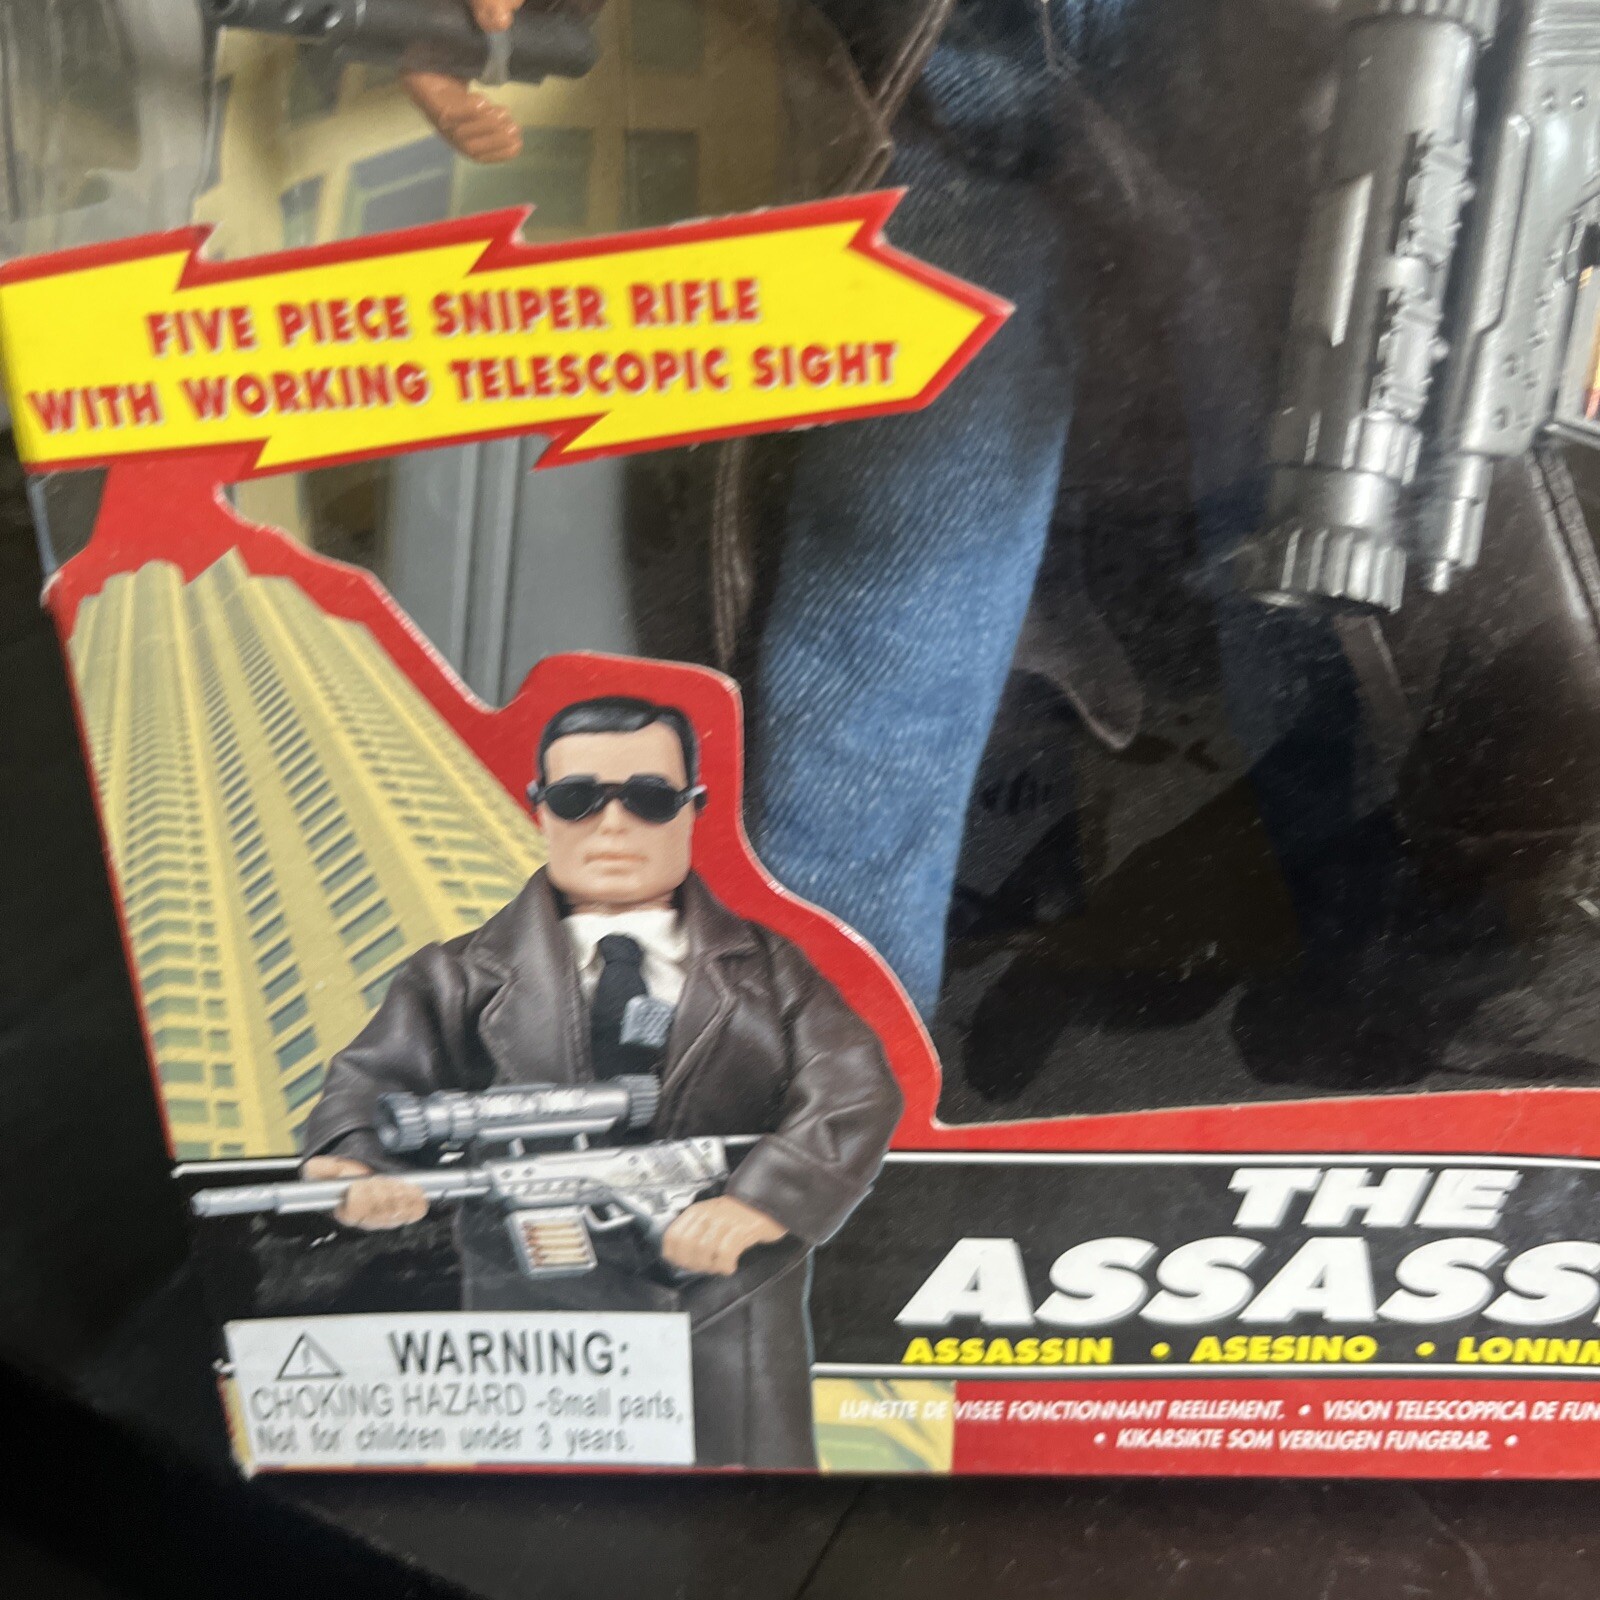 FIVE PIECE SNIPER RIFLE
WITH WORKING TELESCOPIC SIGHT
THE
ASSASS
ASSASSIN • ASESINO • LONNM
LUNETTE DE VISEE FONCTIONNANT REELLEMENT. • VISION TELESCOPPICA DE FUN
• KIKARSIKTE SOM VERKLIGEN FUNGERAR. •
WARNING:
CHOKING HAZARD -Small parts,
Not for children under 3 years.